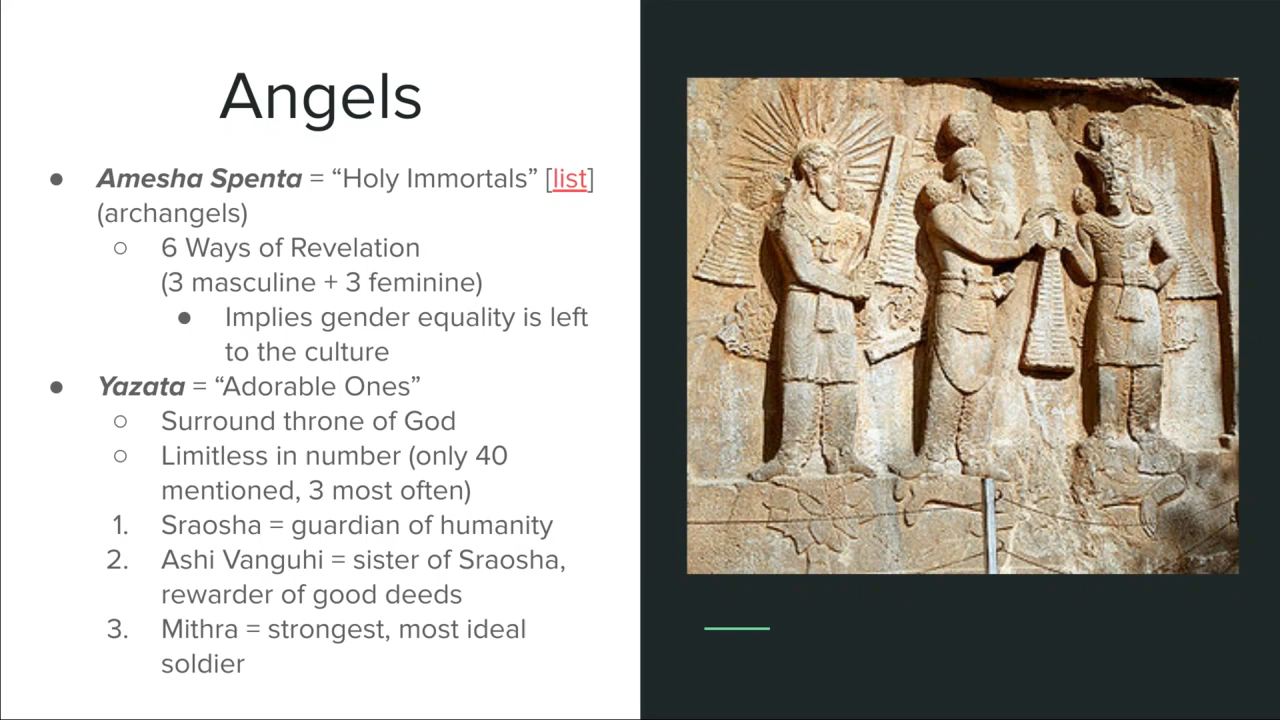 Angels
● Amesha Spenta = “Holy Immortals” [list]
(archangels)
○ 6 Ways of Revelation
(3 masculine + 3 feminine)
● Implies gender equality is left
to the culture
● Yazata = “Adorable Ones”
○ Surround throne of God
○ Limitless in number (only 40
mentioned, 3 most often)
1. Sraosha = guardian of humanity
2. Ashi Vanguhi = sister of Sraosha,
rewarder of good deeds
3. Mithra = strongest, most ideal
soldier